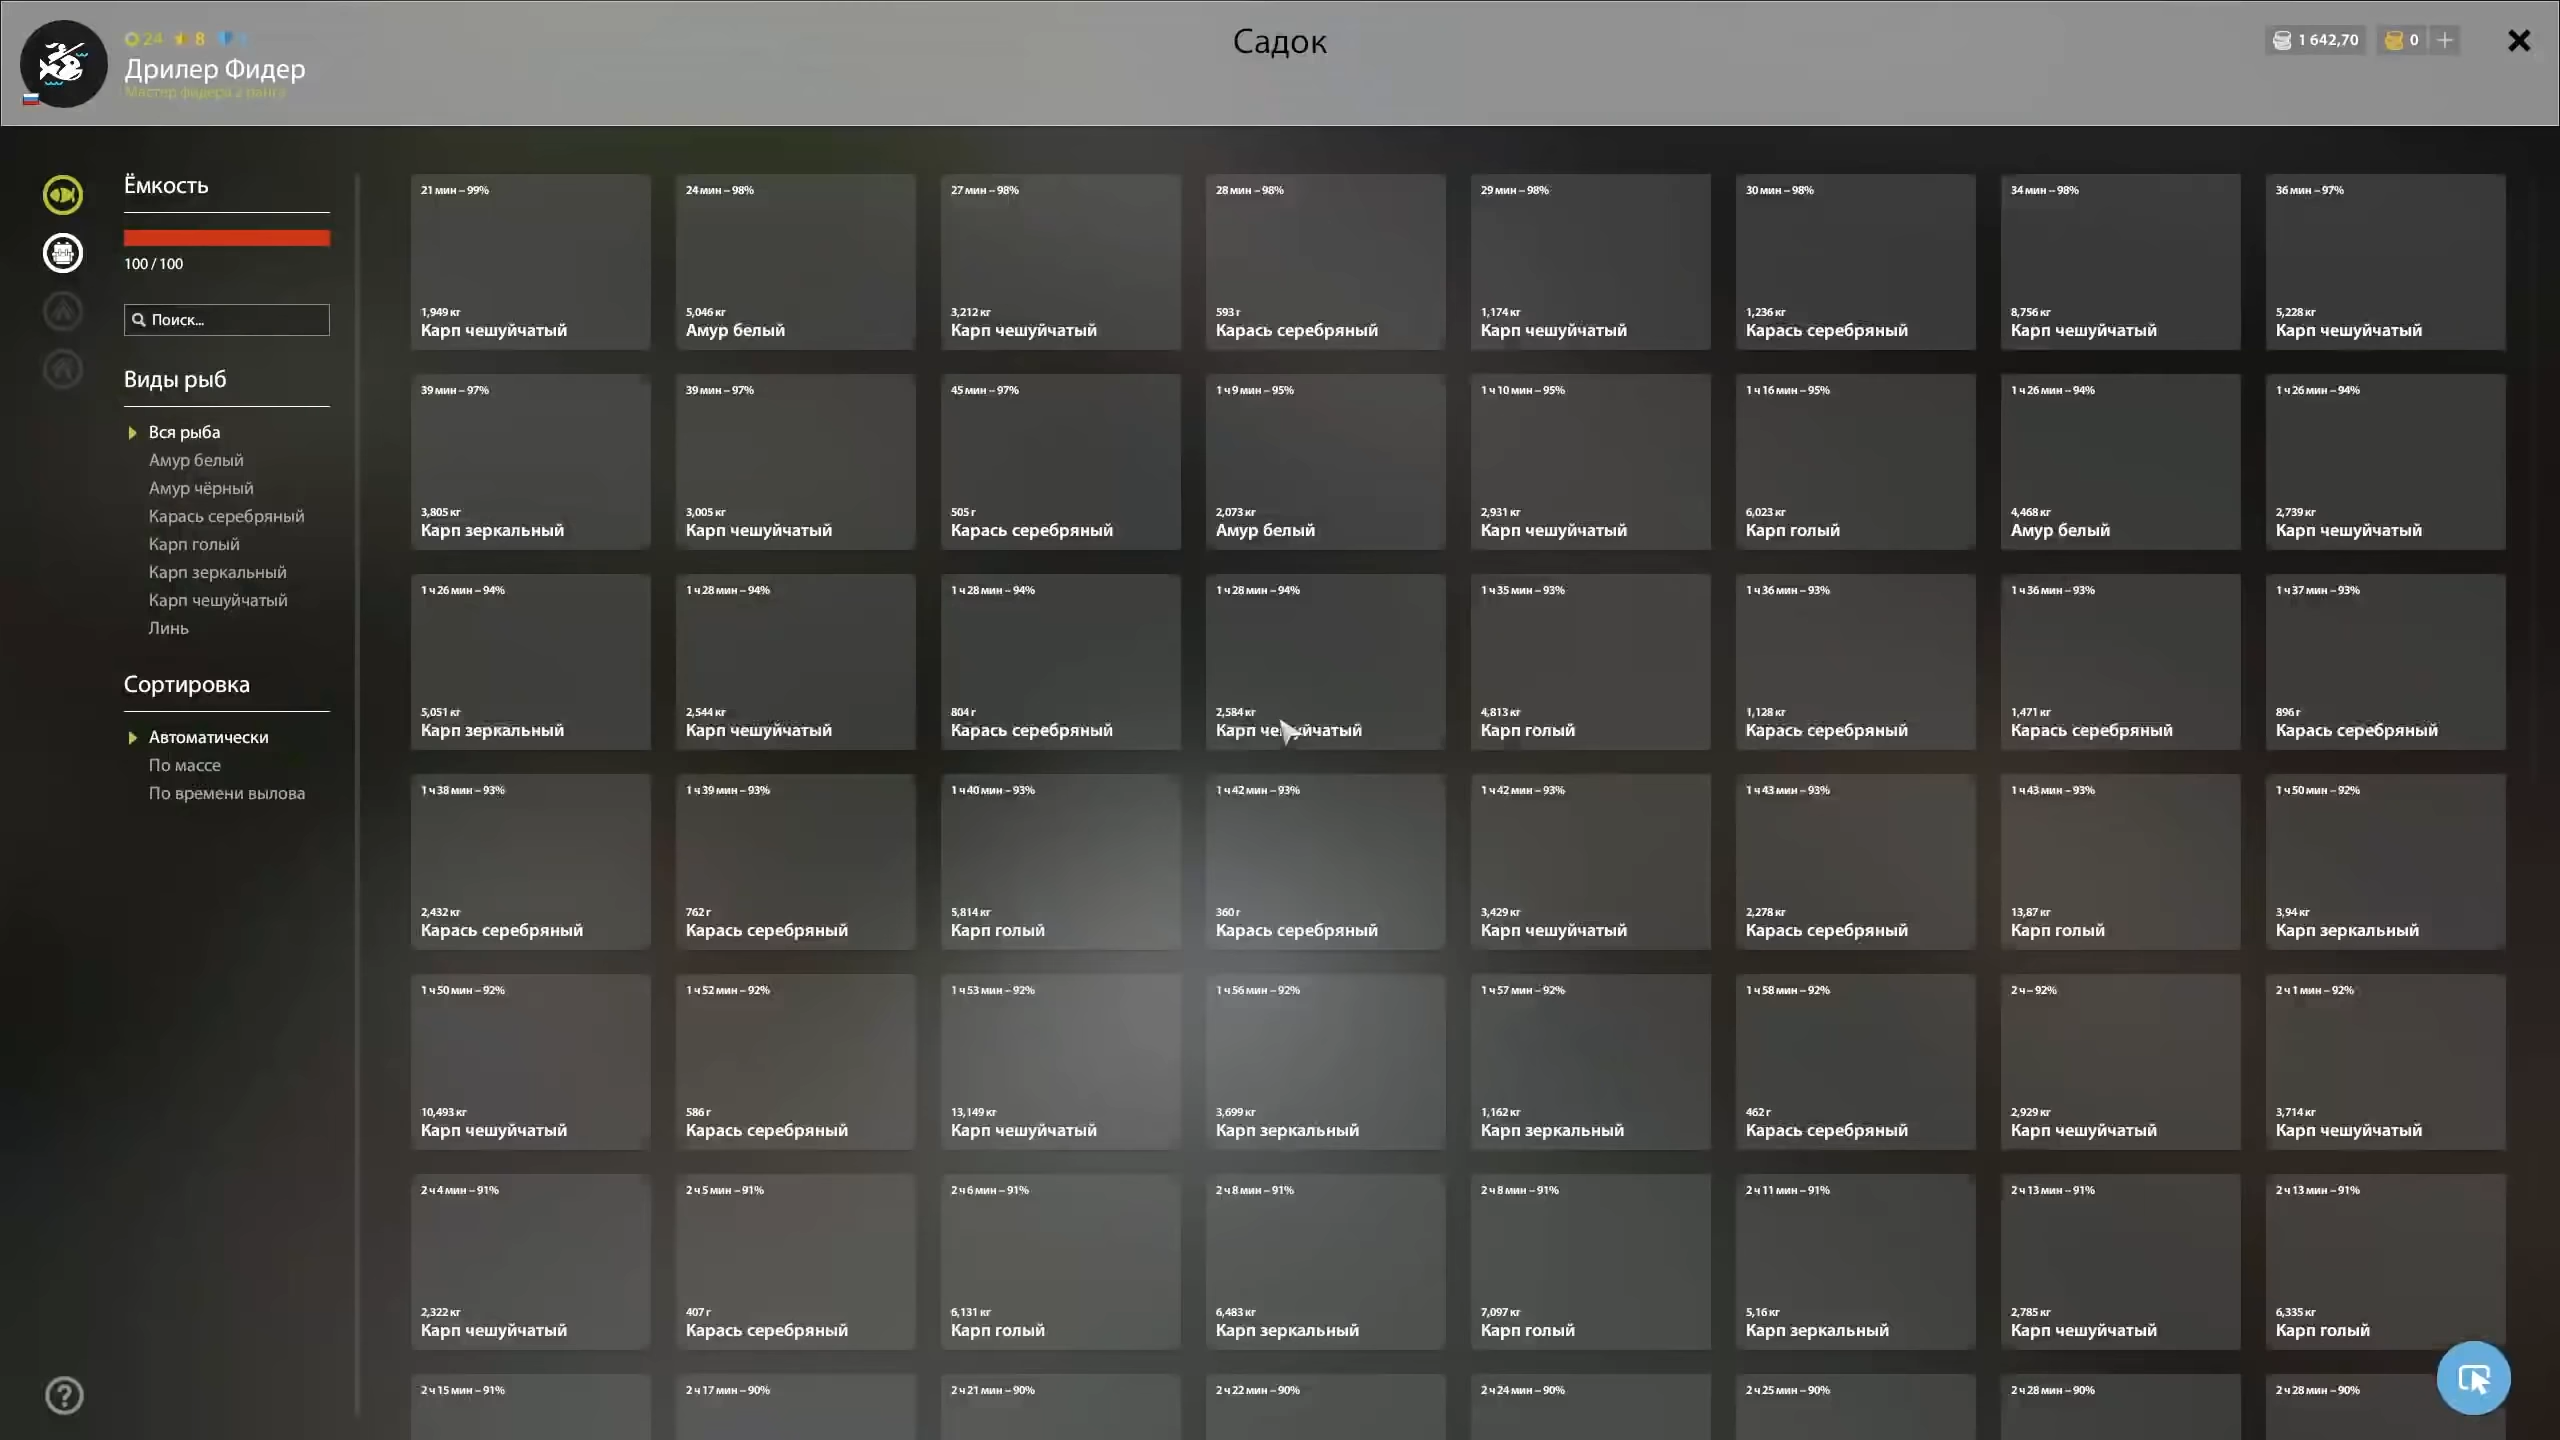 24 8
Дрилер Фидер
Мастер фидера 2 ранга
Садок
1 642,70
0
Ёмкость
100 / 100
Поиск...
Виды рыб
Вся рыба
Амур белый
Амур чёрный
Карась серебряный
Карп голый
Карп зеркальный
Карп чешуйчатый
Линь
Сортировка
Автоматически
По массе
По времени вылова
21 мин – 99% 24 мин – 98% 27 мин – 98% 28 мин – 98% 29 мин – 98% 30 мин – 98% 34 мин – 98% 36 мин – 97%
1,949 кг 5,046 кг 3,212 кг 593 г 1,174 кг 1,236 кг 8,756 кг 5,228 кг
Карп чешуйчатый Амур белый Карп чешуйчатый Карась серебряный Карп чешуйчатый Карась серебряный Карп чешуйчатый Карп чешуйчатый
39 мин – 97% 39 мин – 97% 45 мин – 97% 1 ч 9 мин – 95% 1 ч 10 мин – 95% 1 ч 16 мин – 95% 1 ч 26 мин – 94% 1 ч 26 мин – 94%
3,805 кг 3,005 кг 505 г 2,073 кг 2,931 кг 6,023 кг 4,468 кг 2,739 кг
Карп зеркальный Карп чешуйчатый Карась серебряный Амур белый Карп чешуйчатый Карп голый Амур белый Карп чешуйчатый
1 ч 26 мин – 94% 1 ч 28 мин – 94% 1 ч 28 мин – 94% 1 ч 28 мин – 94% 1 ч 35 мин – 93% 1 ч 36 мин – 93% 1 ч 36 мин – 93% 1 ч 37 мин – 93%
5,051 кг 2,544 кг 804 г 2,584 кг 4,813 кг 1,128 кг 1,471 кг 896 г
Карп зеркальный Карп чешуйчатый Карась серебряный Карп чешуйчатый Карп голый Карась серебряный Карась серебряный Карась серебряный
1 ч 38 мин – 93% 1 ч 39 мин – 93% 1 ч 40 мин – 93% 1 ч 42 мин – 93% 1 ч 42 мин – 93% 1 ч 43 мин – 93% 1 ч 43 мин – 93% 1 ч 50 мин – 92%
2,432 кг 762 г 5,814 кг 360 г 3,429 кг 2,278 кг 13,87 кг 3,94 кг
Карась серебряный Карась серебряный Карп голый Карась серебряный Карп чешуйчатый Карась серебряный Карп голый Карп зеркальный
1 ч 50 мин – 92% 1 ч 52 мин – 92% 1 ч 53 мин – 92% 1 ч 56 мин – 92% 1 ч 57 мин – 92% 1 ч 58 мин – 92% 2 ч – 92% 2 ч 1 мин – 92%
10,493 кг 586 г 13,149 кг 3,699 кг 1,162 кг 462 г 2,929 кг 3,714 кг
Карп чешуйчатый Карась серебряный Карп чешуйчатый Карп зеркальный Карп зеркальный Карась серебряный Карп чешуйчатый Карп чешуйчатый
2 ч 4 мин – 91% 2 ч 5 мин – 91% 2 ч 6 мин – 91% 2 ч 8 мин – 91% 2 ч 8 мин – 91% 2 ч 11 мин – 91% 2 ч 13 мин – 91% 2 ч 13 мин – 91%
2,322 кг 407 г 6,131 кг 6,483 кг 7,097 кг 5,16 кг 2,785 кг 6,335 кг
Карп чешуйчатый Карась серебряный Карп голый Карп зеркальный Карп голый Карп зеркальный Карп чешуйчатый Карп голый
2 ч 15 мин – 91% 2 ч 17 мин – 90% 2 ч 21 мин – 90% 2 ч 22 мин – 90% 2 ч 24 мин – 90% 2 ч 25 мин – 90% 2 ч 28 мин – 90% 2 ч 28 мин – 90%